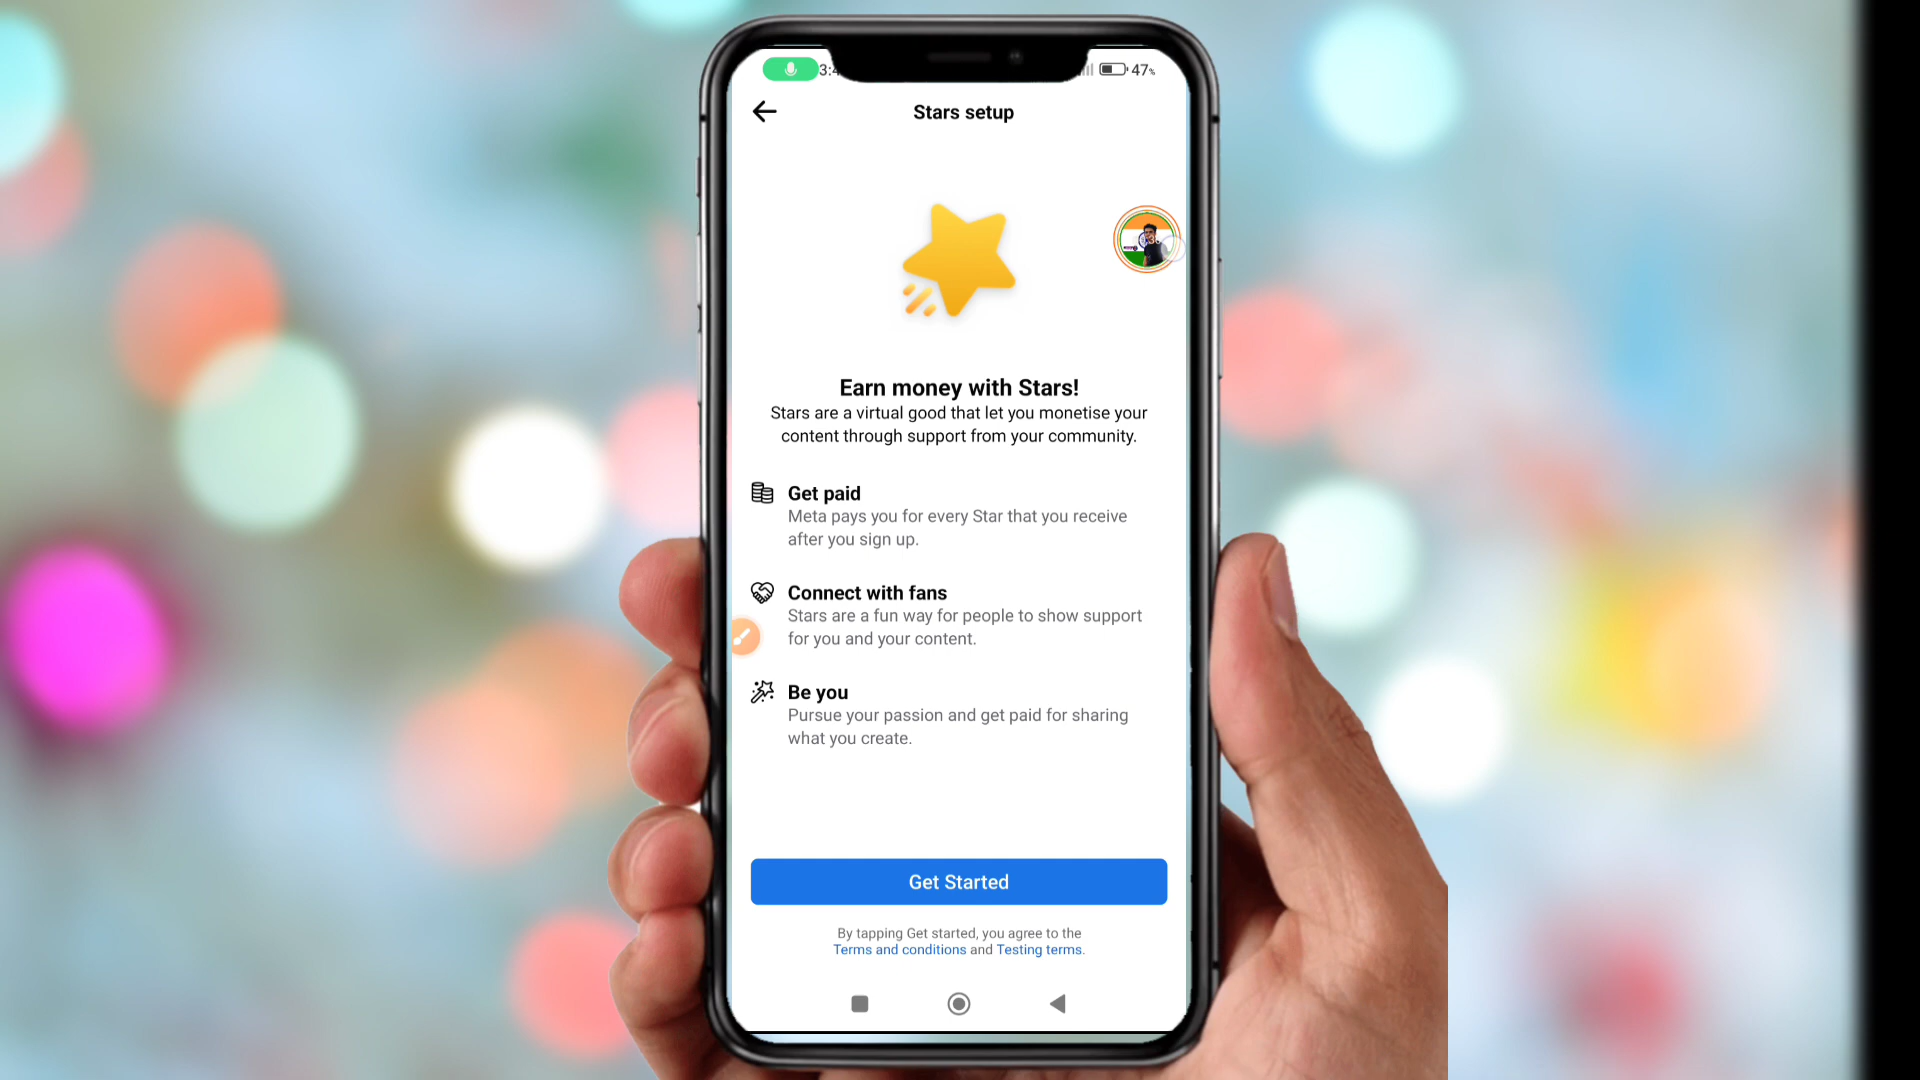 47%
Stars setup
Earn money with Stars!
Stars are a virtual good that let you monetise your
content through support from your community.
Get paid
Meta pays you for every Star that you receive
after you sign up.
Connect with fans
Stars are a fun way for people to show support
for you and your content.
Be you
Pursue your passion and get paid for sharing
what you create.
Get Started
By tapping Get started, you agree to the
Terms and conditions and Testing terms.